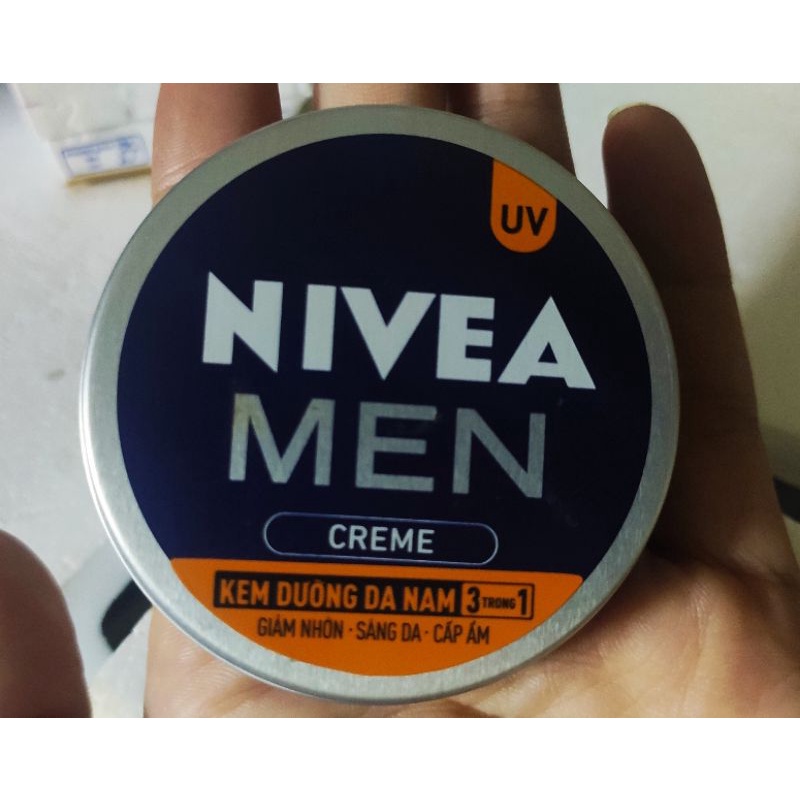 UV
NIVEA
MEN
CREME
KEM DƯỠNG DA NAM 3 TRONG 1
GIẢM NHỜN · SÁNG DA · CẤP ẨM